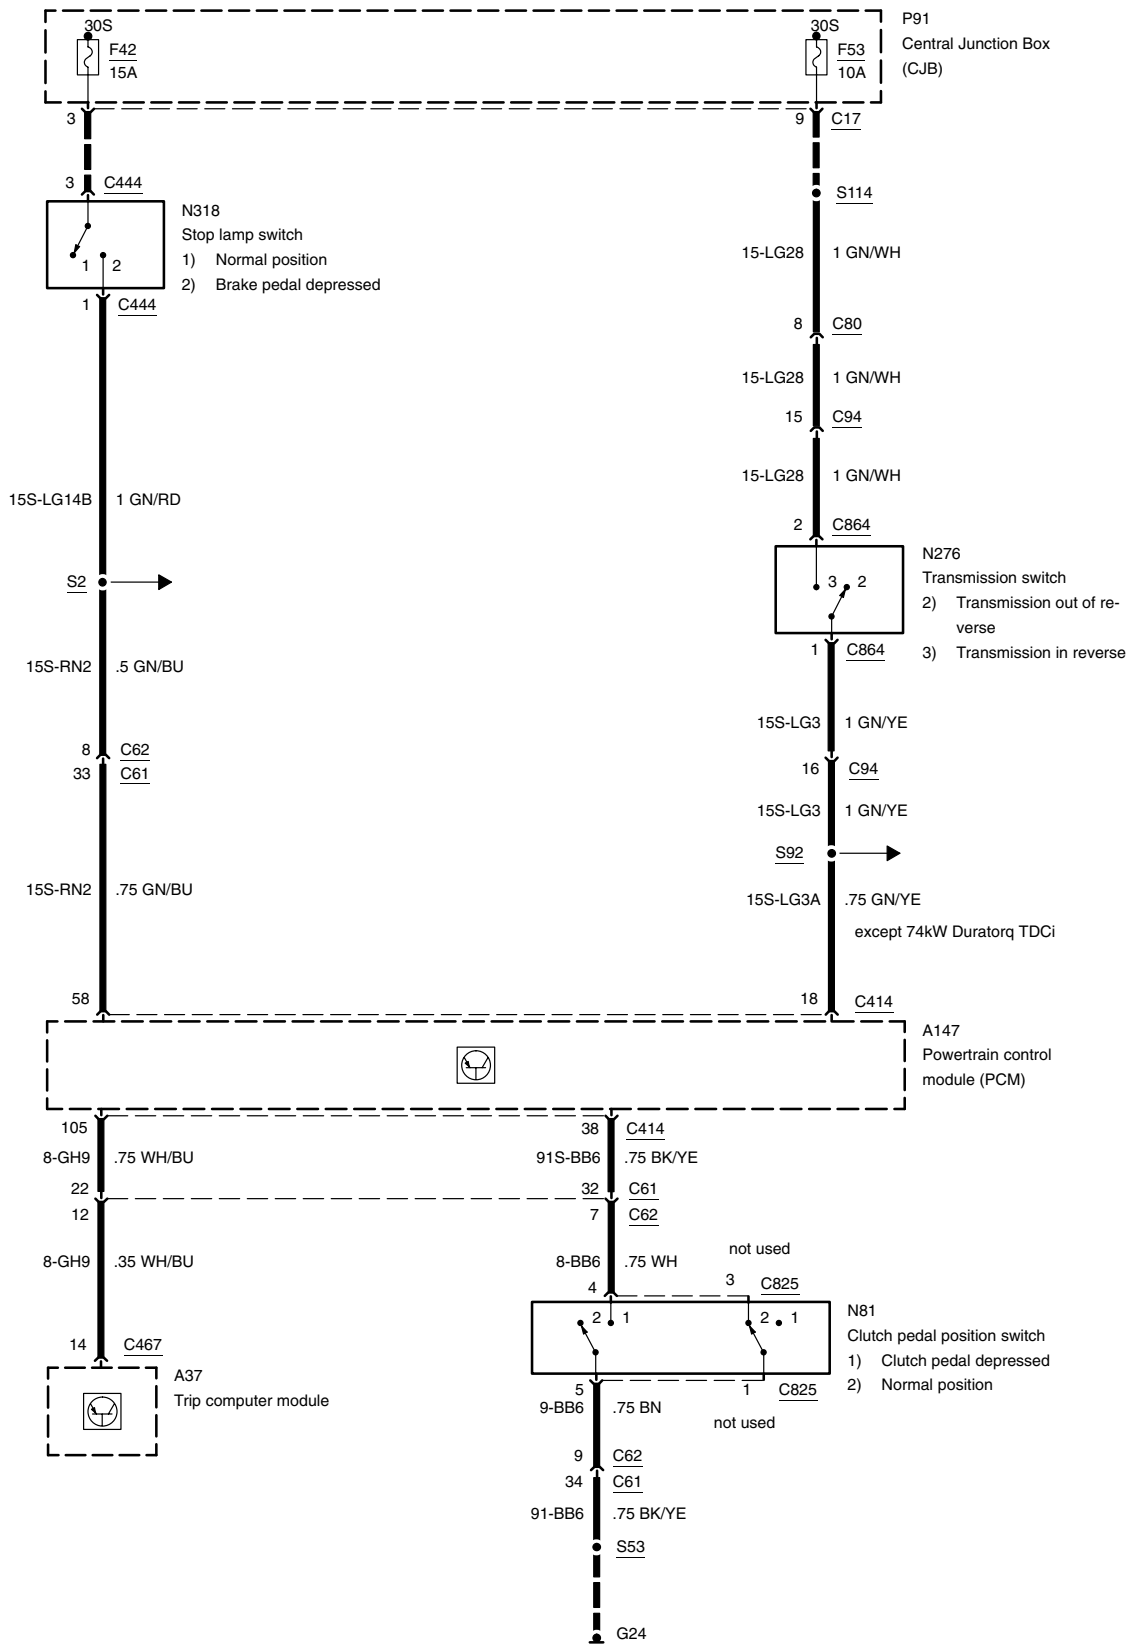 30S
F42
15A
30S
F53
10A
P91
Central Junction Box
(CJB)
3
9 C17
3 C444
S114
N318
Stop lamp switch
1) Normal position
2) Brake pedal depressed
1 2
1 C444
15-LG28 1 GN/WH
8 C80
15-LG28 1 GN/WH
15 C94
15-LG28 1 GN/WH
15S-LG14B 1 GN/RD
2 C864
N276
Transmission switch
2) Transmission out of re-
verse
3) Transmission in reverse
3 2
S2
1 C864
15S-RN2 .5 GN/BU
15S-LG3 1 GN/YE
8 C62
33 C61
16 C94
15S-LG3 1 GN/YE
S92
15S-RN2 .75 GN/BU
15S-LG3A .75 GN/YE
except 74kW Duratorq TDCi
58
18 C414
A147
Powertrain control
module (PCM)
105
38 C414
8-GH9 .75 WH/BU
91S-BB6 .75 BK/YE
22
32 C61
12
7 C62
8-GH9 .35 WH/BU
8-BB6 .75 WH
not used
4
3 C825
2 1
2 1
N81
Clutch pedal position switch
1) Clutch pedal depressed
2) Normal position
14 C467
A37
Trip computer module
5
1 C825
9-BB6 .75 BN
not used
9 C62
34 C61
91-BB6 .75 BK/YE
S53
G24